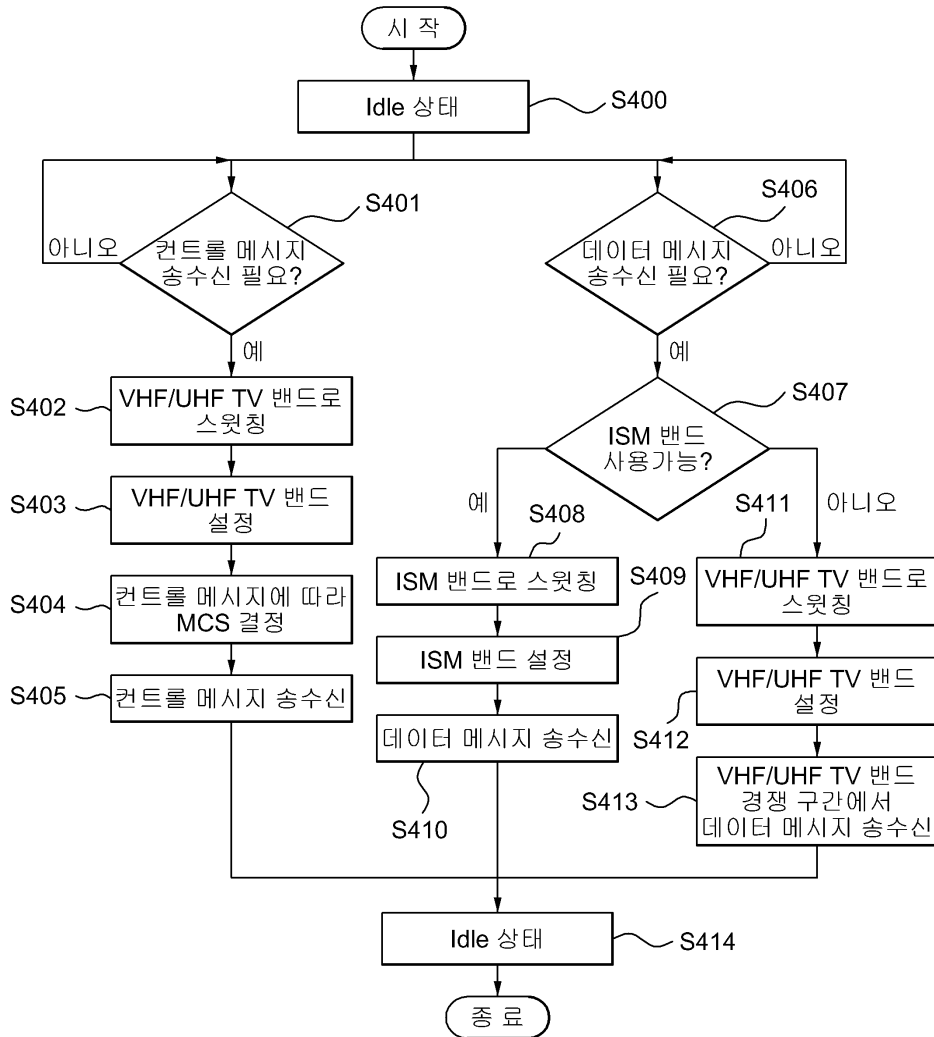 시 작
Idle 상태
S400
S401
아니오
컨트롤 메시지
송수신 필요?
예
S402
VHF/UHF TV 밴드로
스윗칭
S403
VHF/UHF TV 밴드
설정
S404
컨트롤 메시지에 따라
MCS 결정
S405
컨트롤 메시지 송수신
S406
데이터 메시지
송수신 필요?
아니오
예
S407
ISM 밴드
사용가능?
예
아니오
S408
ISM 밴드로 스윗칭
S409
ISM 밴드 설정
데이터 메시지 송수신
S410
S411
VHF/UHF TV 밴드로
스윗칭
VHF/UHF TV 밴드
설정
S412
S413
VHF/UHF TV 밴드
경쟁 구간에서
데이터 메시지 송수신
Idle 상태
S414
종 료